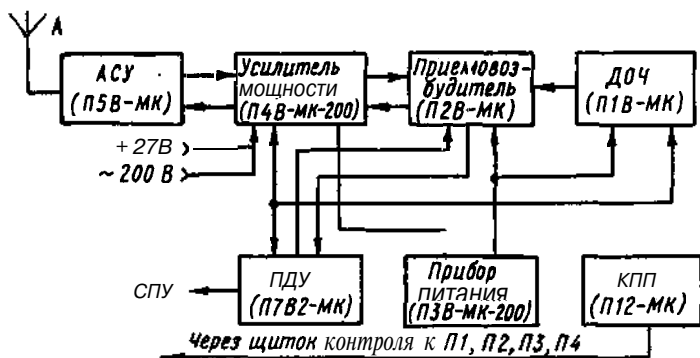 А
АСУ
(П5В-МК)
Усилитель
мощности
(П4В-МК-200)
Приемовоз-
будитель
(П2В-МК)
ДОЧ
(П1В-МК)
+27В
~200 В
СПУ
ПДУ
(П7В2-МК)
Прибор
питания
(П3В-МК-200)
КПП
(П12-МК)
Через щиток контроля к П1, П2, П3, П4